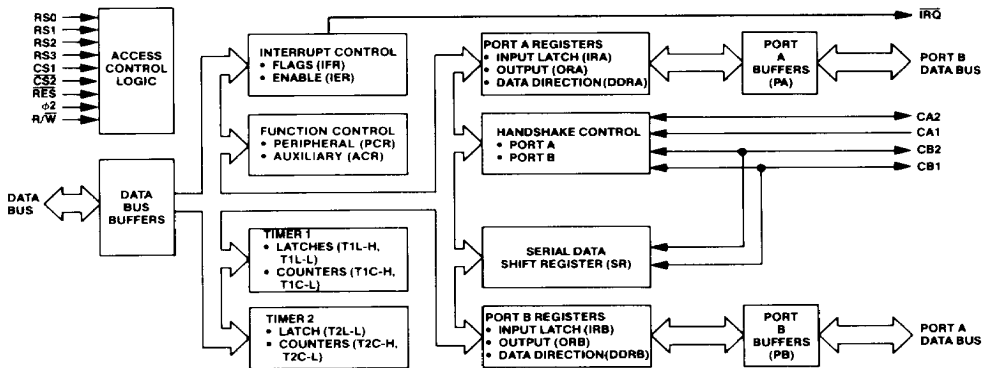 RS0
RS1
RS2
RS3
CS1
C̅S̅2̅
R̅E̅S̅
ϕ2
R/W̅
ACCESS
CONTROL
LOGIC
DATA
BUS
DATA
BUS
BUFFERS
INTERRUPT CONTROL
• FLAGS (IFR)
• ENABLE (IER)
FUNCTION CONTROL
• PERIPHERAL (PCR)
• AUXILIARY (ACR)
TIMER 1
• LATCHES (T1L-H,
T1L-L)
• COUNTERS (T1C-H,
T1C-L)
TIMER 2
• LATCH (T2L-L)
• COUNTERS (T2C-H,
T2C-L)
PORT A REGISTERS
• INPUT LATCH (IRA)
• OUTPUT (ORA)
• DATA DIRECTION (DDRA)
HANDSHAKE CONTROL
• PORT A
• PORT B
SERIAL DATA
SHIFT REGISTER (SR)
PORT B REGISTERS
• INPUT LATCH (IRB)
• OUTPUT (ORB)
• DATA DIRECTION(DDRB)
PORT
A
BUFFERS (PA)
PORT
B
BUFFERS
(PB)
I̅R̅Q̅
PORT B
DATA BUS
CA2
CA1
CB2
CB1
PORT A
DATA BUS